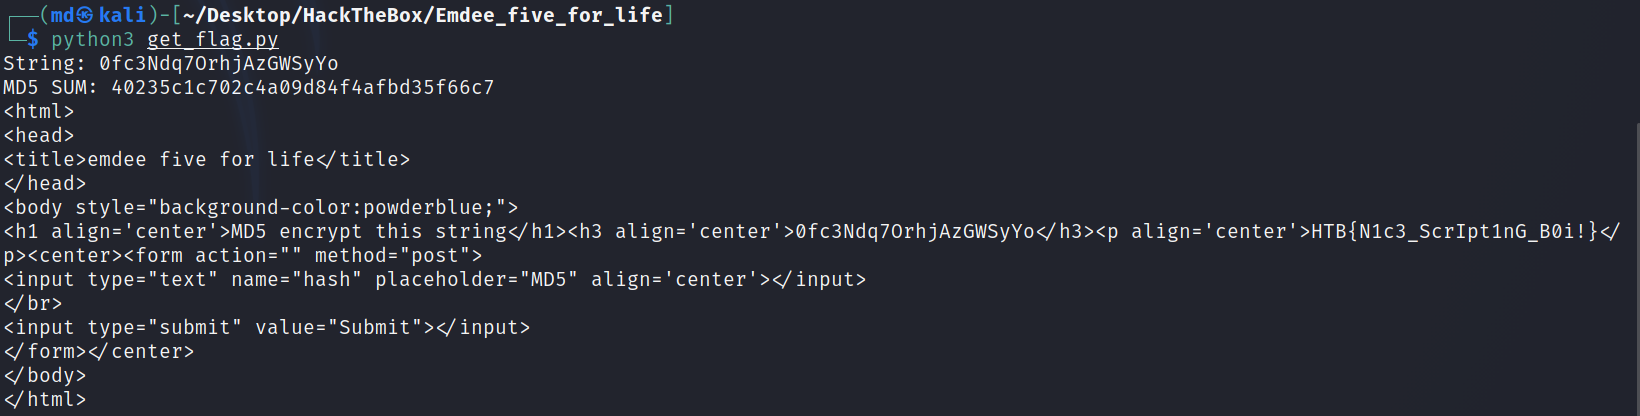 ┌──(md㉿kali)-[~/Desktop/HackTheBox/Emdee_five_for_life]
└─$ python3 get_flag.py
String: 0fc3Ndq7OrhjAzGWSyYo
MD5 SUM: 40235c1c702c4a09d84f4afbd35f66c7
<html>
<head>
<title>emdee five for life</title>
</head>
<body style="background-color:powderblue;">
<h1 align='center'>MD5 encrypt this string</h1><h3 align='center'>0fc3Ndq7OrhjAzGWSyYo</h3><p align='center'>HTB{N1c3_ScrIpt1nG_B0i!}</
p><center><form action="" method="post">
<input type="text" name="hash" placeholder="MD5" align='center'></input>
</br>
<input type="submit" value="Submit"></input>
</form></center>
</body>
</html>